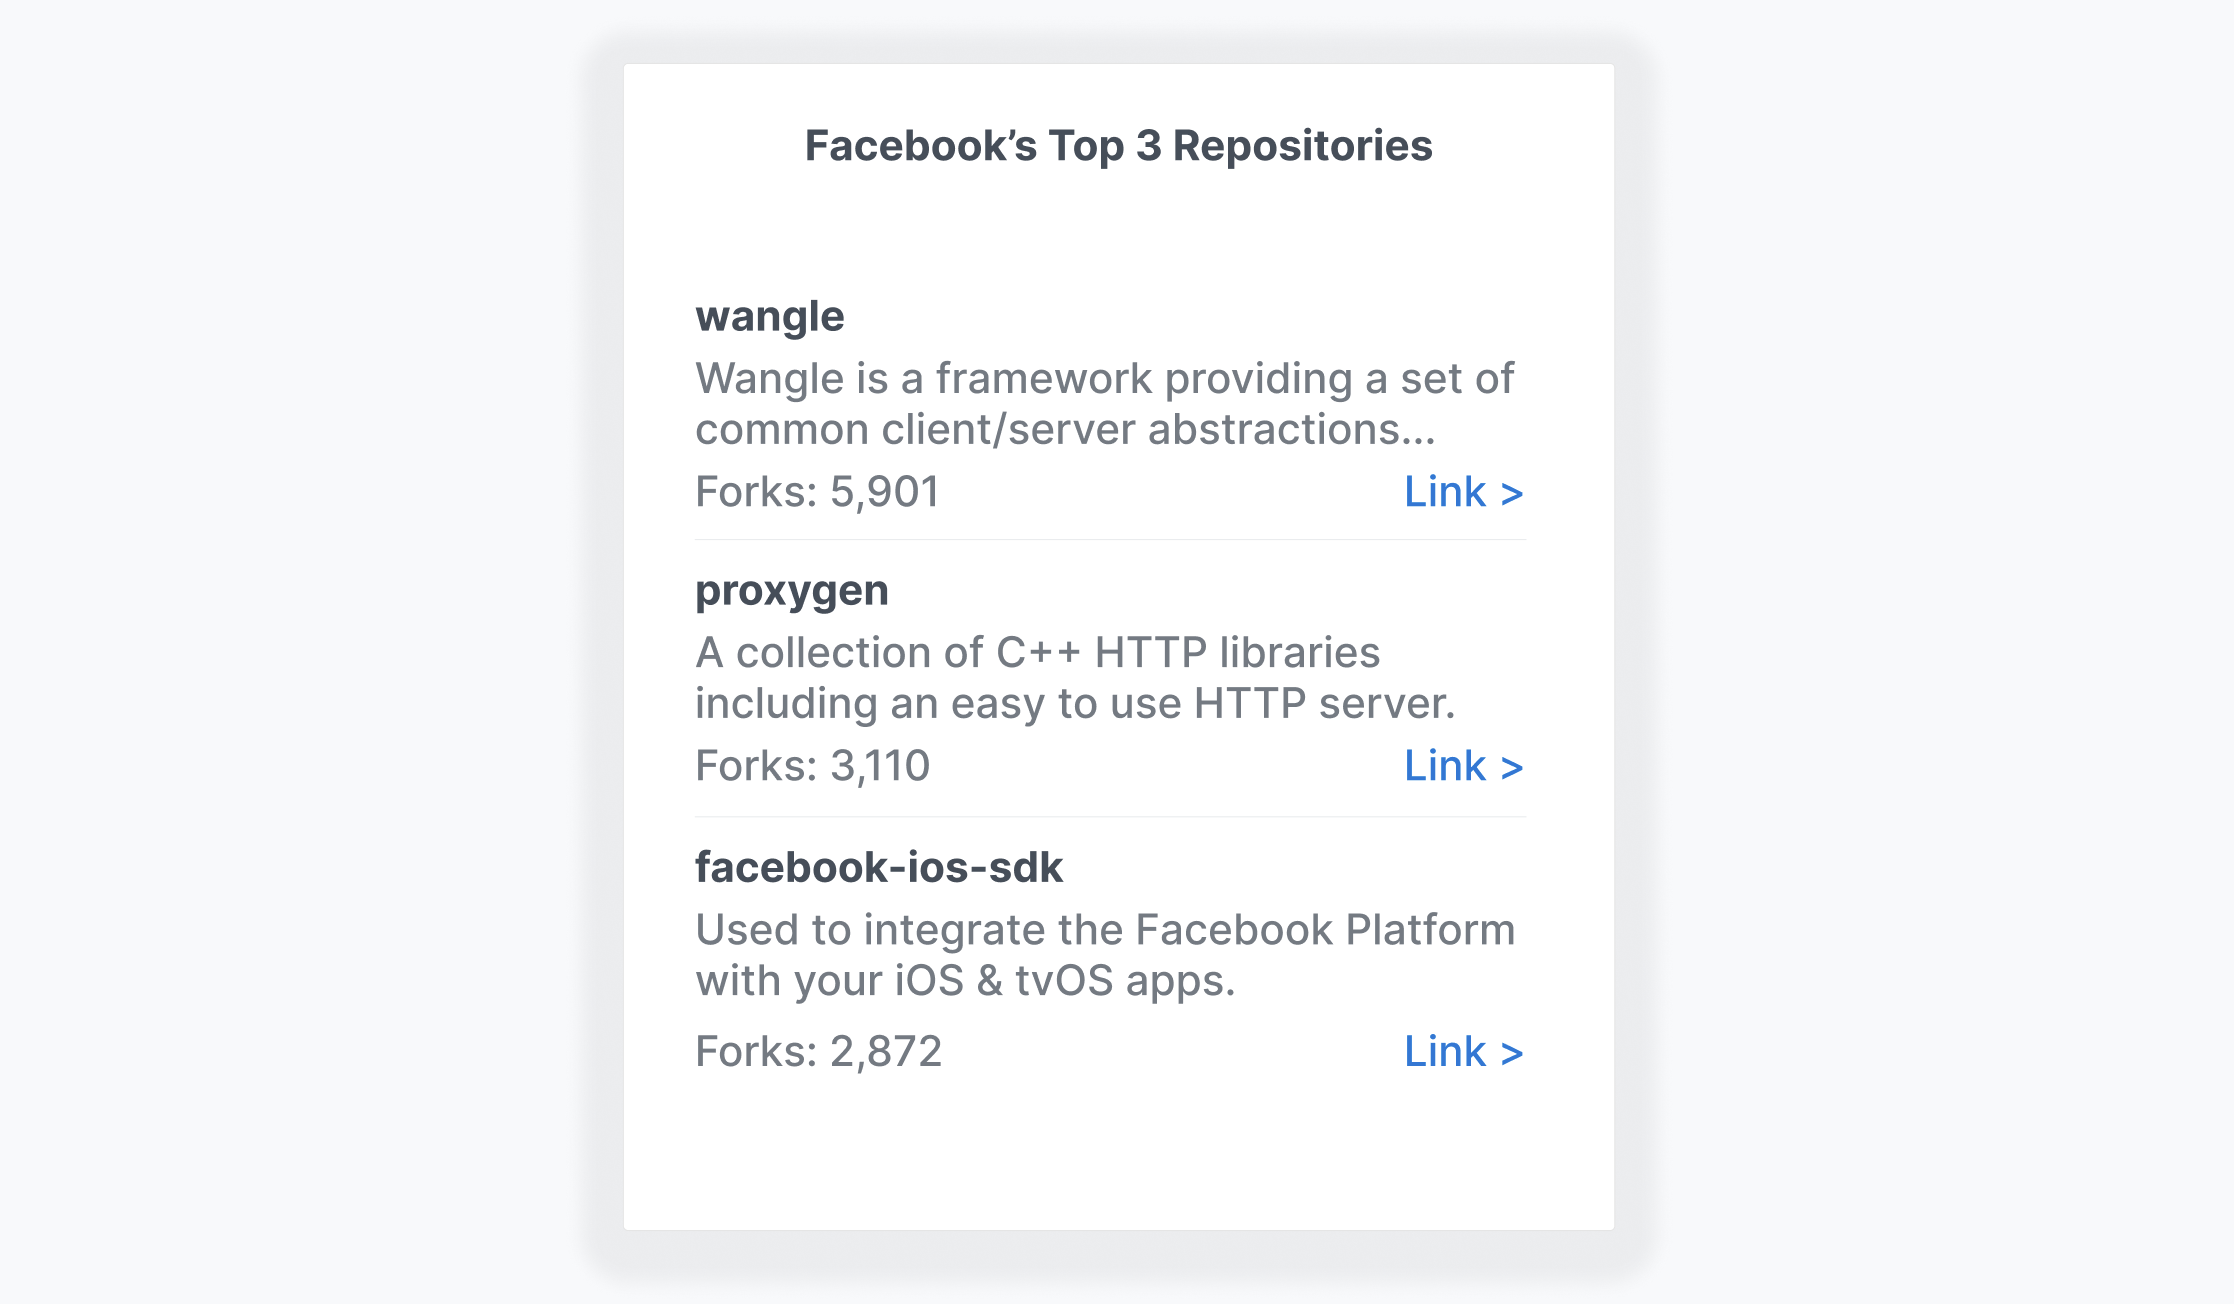 Facebook’s Top 3 Repositories
wangle
Wangle is a framework providing a set of
common client/server abstractions...
Forks: 5,901
Link >
proxygen
A collection of C++ HTTP libraries
including an easy to use HTTP server.
Forks: 3,110
Link >
facebook-ios-sdk
Used to integrate the Facebook Platform
with your iOS & tvOS apps.
Forks: 2,872
Link >